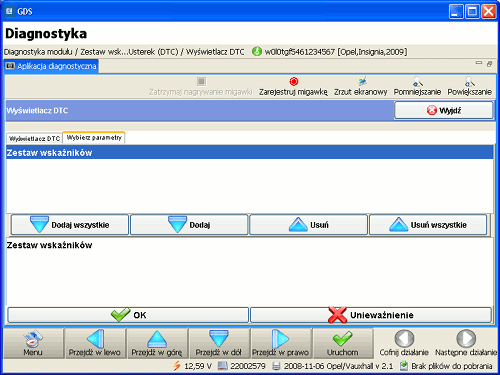 GDS
Diagnostyka
Diagnostyka modułu / Zestaw wsk...Usterek (DTC) / Wyświetlacz DTC w0l0tgf5461234567 [Opel,Insignia,2009]
Aplikacja diagnostyczna
Zatrzymaj nagrywanie migawki Zarejestruj migawkę Zrzut ekranowy Pomniejszanie Powiększanie
Wyświetlacz DTC Wyjdź
Wyświetlacz DTC Wybierz parametry
Zestaw wskaźników
Dodaj wszystkie Dodaj Usuń Usuń wszystkie
Zestaw wskaźników
OK Unieważnienie
Menu Przejdź w lewo Przejdź w górę Przejdź w dół Przejdź w prawo Uruchom Cofnij działanie Następne działanie
12,59 V 22002579 2008-11-06 Opel/Vauxhall v 2.1 Brak plików do pobrania